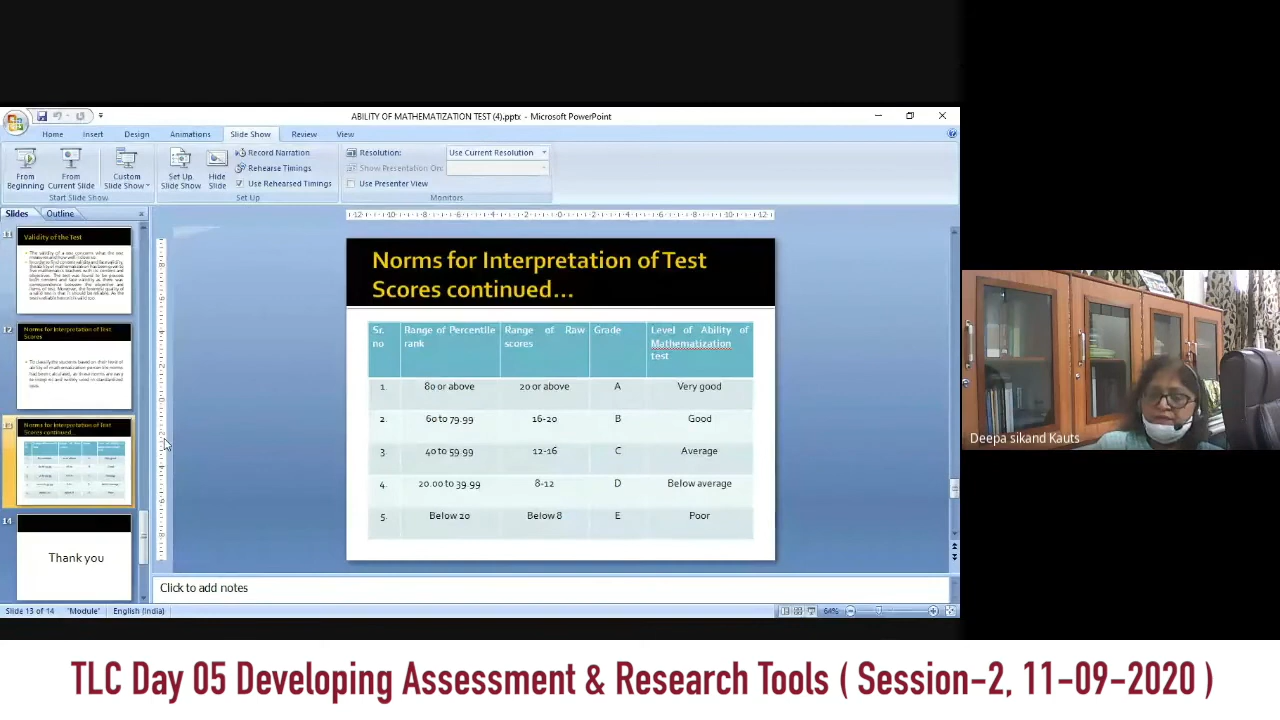 ABILITY OF MATHEMATIZATION TEST (4).pptx - Microsoft PowerPoint
Home Insert Design Animations Slide Show Review View
From Beginning
From Current Slide
Custom Slide Show
Start Slide Show
Set Up Slide Show
Hide Slide
Record Narration
Rehearse Timings
Use Rehearsed Timings
Set Up
Resolution: Use Current Resolution
Show Presentation On:
Use Presenter View
Monitors
Slides Outline
11
Validity of the Test
12
Norms for Interpretation of Test
Scores
13
Norms for Interpretation of Test
Scores continued...
14
Thank you
Norms for Interpretation of Test
Scores continued...
Sr. no Range of Percentile rank Range of Raw scores Grade Level of Ability of Mathematization test
1. 80 or above 20 or above A Very good
2. 60 to 79.99 16-20 B Good
3. 40 to 59.99 12-16 C Average
4. 20.00 to 39.99 8-12 D Below average
5. Below 20 Below 8 E Poor
Click to add notes
Slide 13 of 14 "Module" English (India) 64%
Deepa sikand Kauts
TLC Day 05 Developing Assessment & Research Tools ( Session-2, 11-09-2020 )